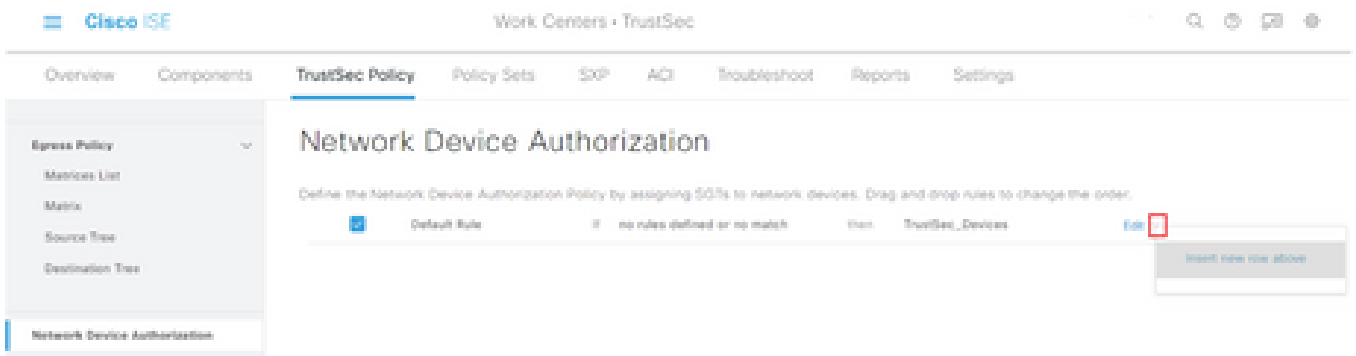 Cisco ISE
Work Centers · TrustSec
Overview Components TrustSec Policy Policy Sets SXP ACI Troubleshoot Reports Settings
Egress Policy
Matrices List
Matrix
Source Tree
Destination Tree
Network Device Authorization
Network Device Authorization
Define the Network Device Authorization Policy by assigning SGTs to network devices. Drag and drop rules to change the order.
Default Rule If no rules defined or no match then TrustSec_Devices Edit
Insert new row above